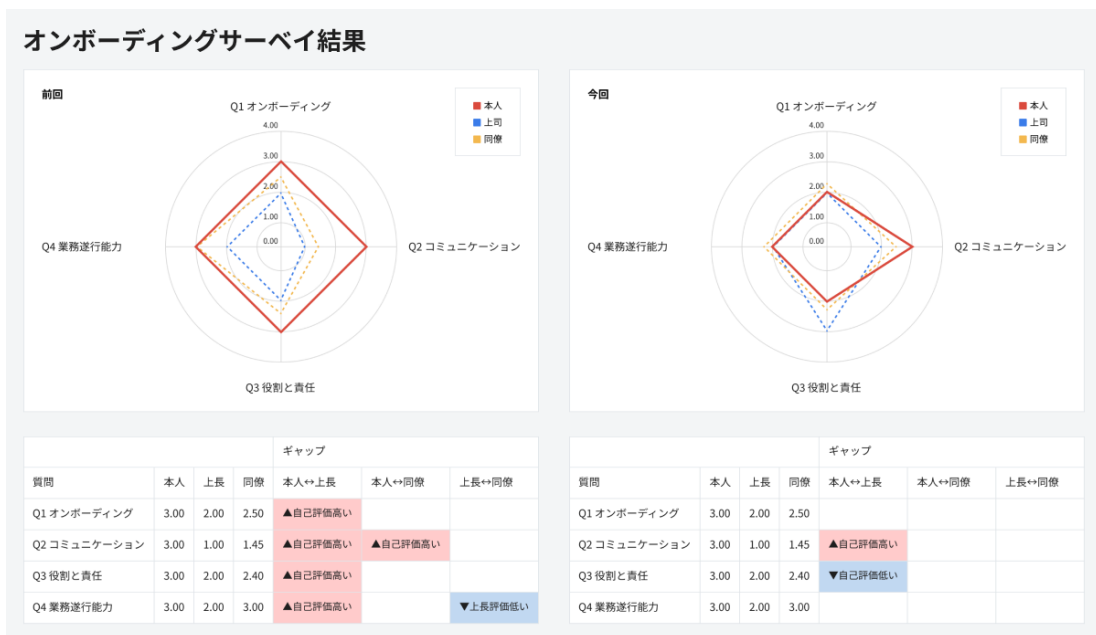 オンボーディングサーベイ結果
前回
Q1 オンボーディング
本人
上司
同僚
4.00
3.00
2.00
1.00
0.00
Q4 業務遂行能力
Q2 コミュニケーション
Q3 役割と責任
今回
Q1 オンボーディング
本人
上司
同僚
4.00
3.00
2.00
1.00
0.00
Q4 業務遂行能力
Q2 コミュニケーション
Q3 役割と責任
ギャップ
質問 本人 上長 同僚 本人↔上長 本人↔同僚 上長↔同僚
Q1 オンボーディング 3.00 2.00 2.50 ▲自己評価高い
Q2 コミュニケーション 3.00 1.00 1.45 ▲自己評価高い ▲自己評価高い
Q3 役割と責任 3.00 2.00 2.40 ▲自己評価高い
Q4 業務遂行能力 3.00 2.00 3.00 ▲自己評価高い ▼上長評価低い
ギャップ
質問 本人 上長 同僚 本人↔上長 本人↔同僚 上長↔同僚
Q1 オンボーディング 3.00 2.00 2.50
Q2 コミュニケーション 3.00 1.00 1.45 ▲自己評価高い
Q3 役割と責任 3.00 2.00 2.40 ▼自己評価低い
Q4 業務遂行能力 3.00 2.00 3.00